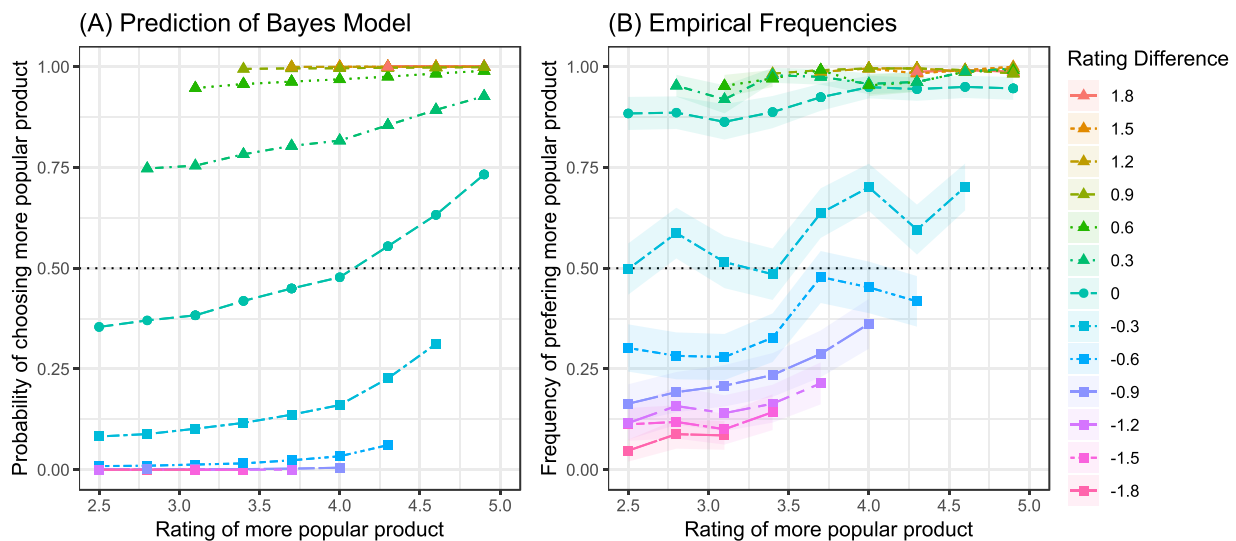 (A) Prediction of Bayes Model
Probability of choosing more popular product
1.00
0.75
0.50
0.25
0.00
2.5 3.0 3.5 4.0 4.5 5.0
Rating of more popular product
(B) Empirical Frequencies
Frequency of prefering more popular product
1.00
0.75
0.50
0.25
0.00
2.5 3.0 3.5 4.0 4.5 5.0
Rating of more popular product
Rating Difference
1.8
1.5
1.2
0.9
0.6
0.3
0
-0.3
-0.6
-0.9
-1.2
-1.5
-1.8